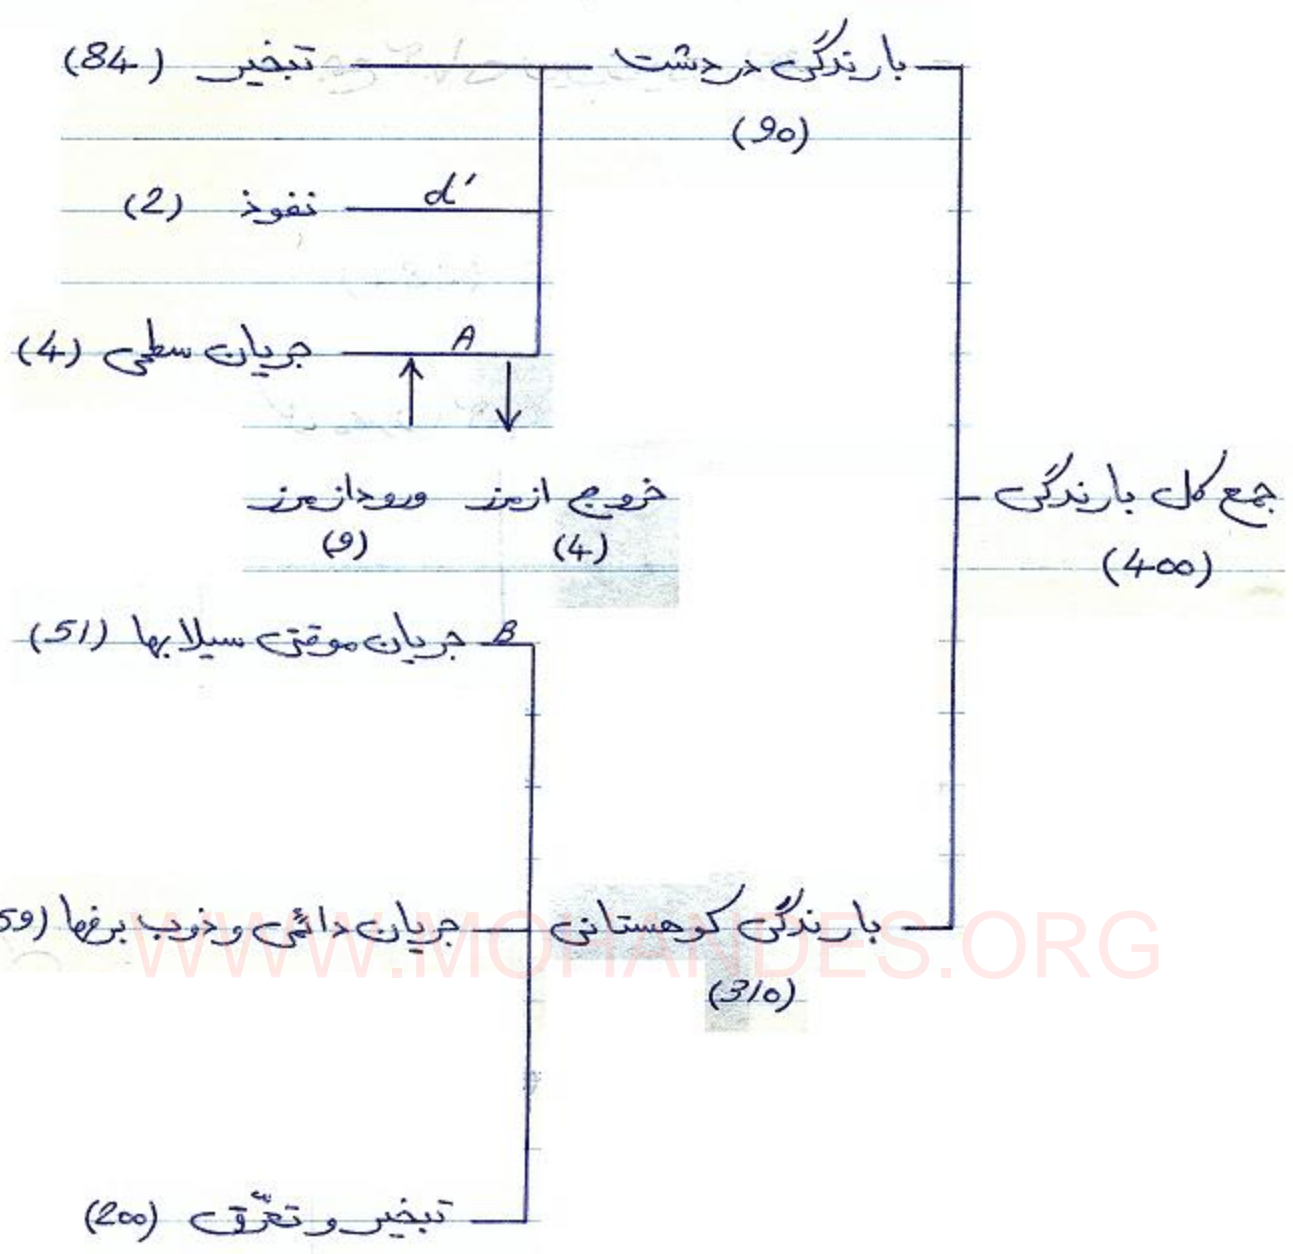 جمع کل بارندگی
(400)
بارندگی در دشت
(90)
تبخیر (84)
d'
نفوذ (2)
A
جریان سطحی (4)
خروج از مرز
(4)
ورود از مرز
(9)
بارندگی کوهستانی
(310)
B
جریان موقتی سیلابها (51)
جریان دائمی و ذوب برفها (59)
تبخیر و تعرّق (200)
WWW.MOHANDES.ORG